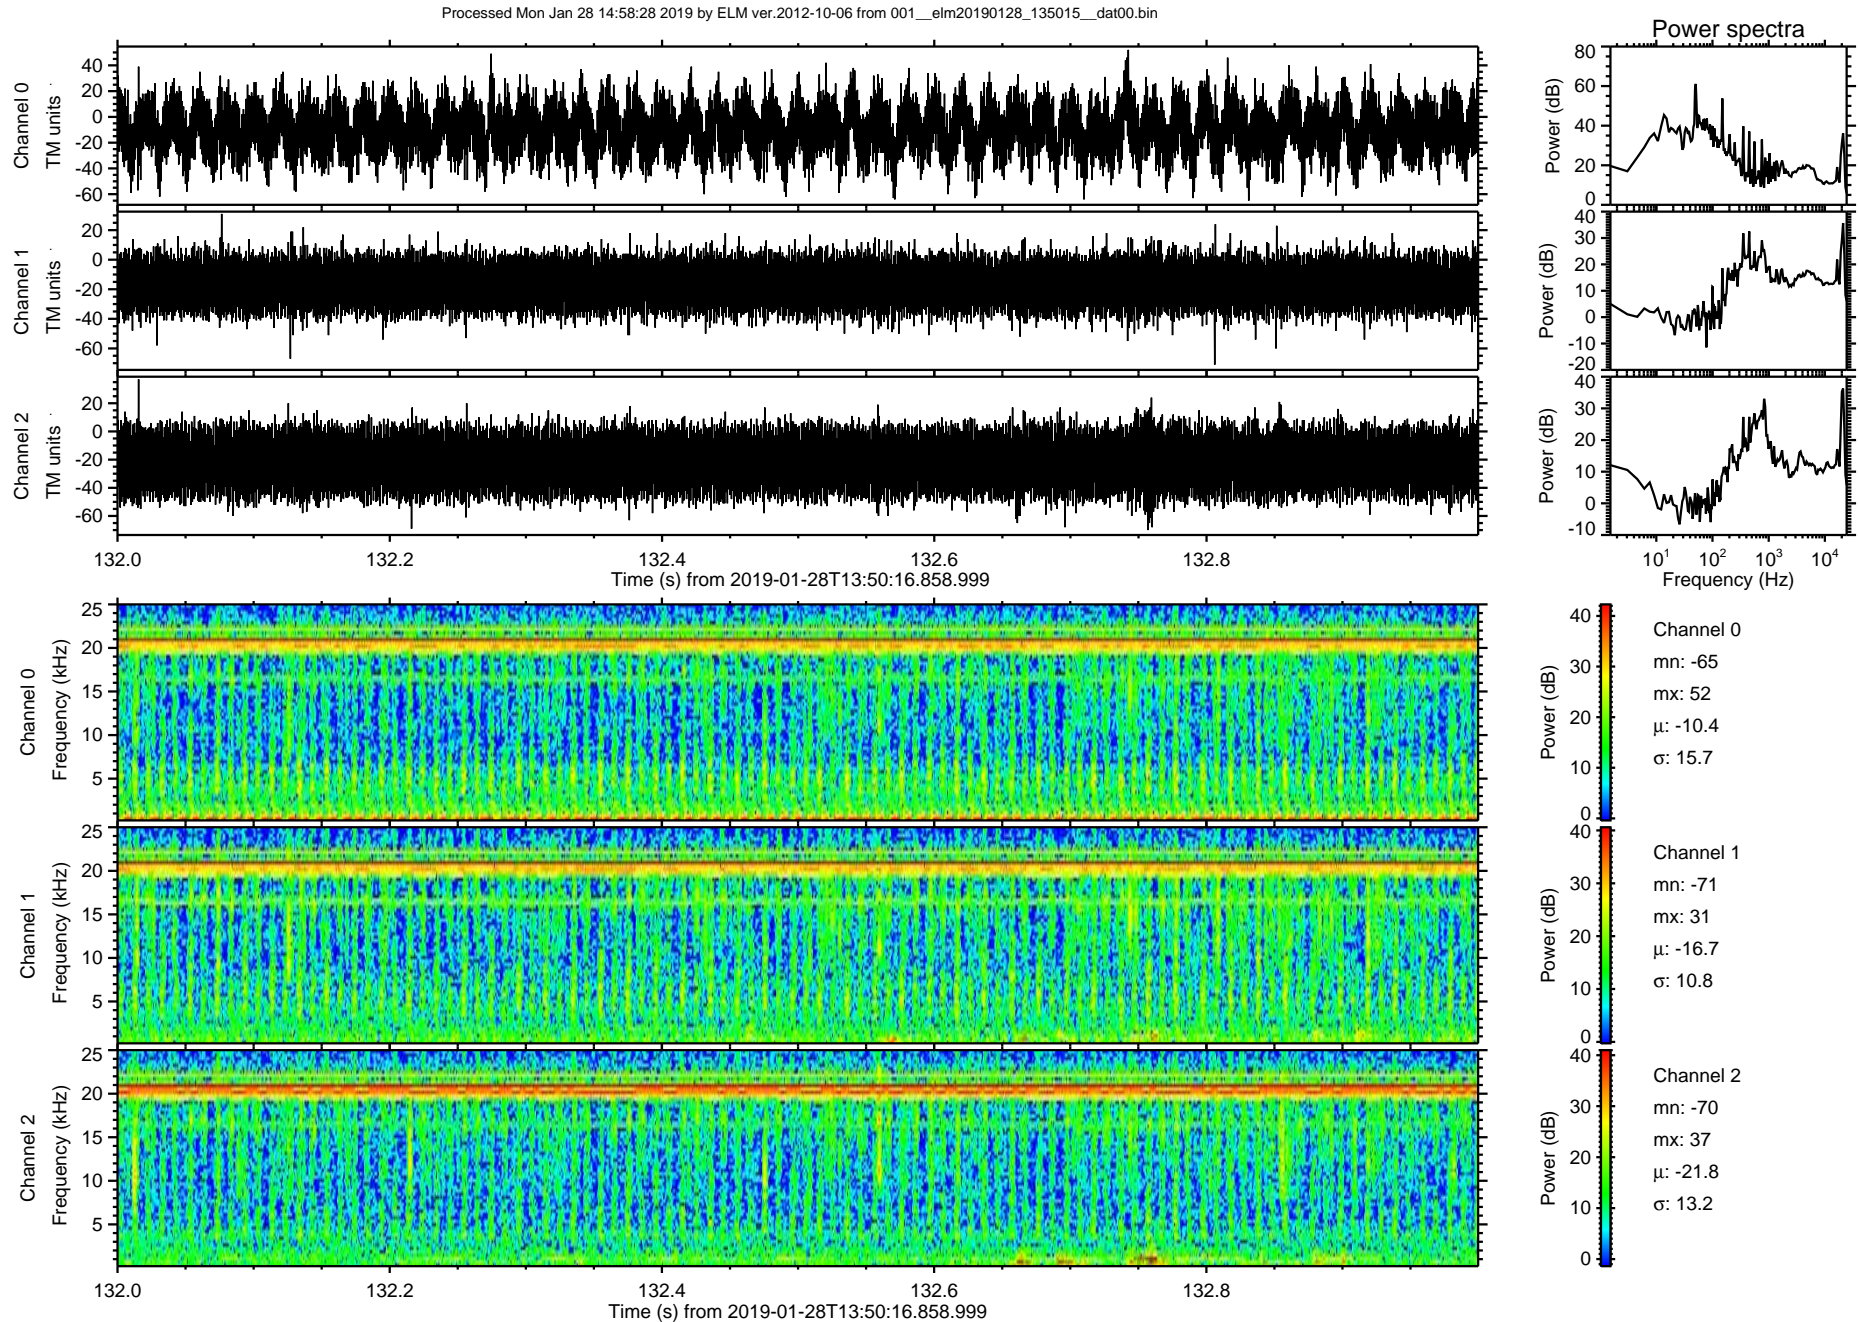 Processed Mon Jan 28 14:58:28 2019 by ELM ver.2012-10-06 from 001__elm20190128_135015__dat00.bin
Power spectra
Channel 0
TM units
40
20
0
-20
-40
-60
Power (dB)
80
60
40
20
0
Channel 1
TM units
20
0
-20
-40
-60
Power (dB)
40
30
20
10
0
-10
-20
Channel 2
TM units
20
0
-20
-40
-60
Power (dB)
40
30
20
10
0
-10
132.0 132.2 132.4 132.6 132.8
Time (s) from 2019-01-28T13:50:16.858.999
10¹ 10² 10³ 10⁴
Frequency (Hz)
Channel 0
Frequency (kHz)
25
20
15
10
5
Power (dB)
40
30
20
10
0
Channel 0
mn: -65
mx: 52
μ: -10.4
σ: 15.7
Channel 1
Frequency (kHz)
25
20
15
10
5
Power (dB)
40
30
20
10
0
Channel 1
mn: -71
mx: 31
μ: -16.7
σ: 10.8
Channel 2
Frequency (kHz)
25
20
15
10
5
Power (dB)
40
30
20
10
0
Channel 2
mn: -70
mx: 37
μ: -21.8
σ: 13.2
132.0 132.2 132.4 132.6 132.8
Time (s) from 2019-01-28T13:50:16.858.999